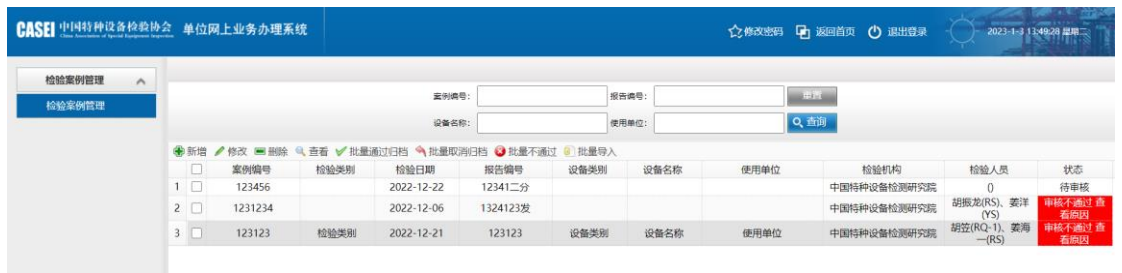 CASEI 中国特种设备检验协会 单位网上业务办理系统 修改密码 返回首页 退出登录 2023-1-3 13:49:28 星期二
China Association of Special Equipment Inspection
检验案例管理
检验案例管理
案例编号： 报告编号： 重置
设备名称： 使用单位： 查询
新增 修改 删除 查看 批量通过归档 批量取消归档 批量不通过 批量导入
案例编号 检验类别 检验日期 报告编号 设备类别 设备名称 使用单位 检验机构 检验人员 状态
1 123456 2022-12-22 12341二分 中国特种设备检测研究院 () 待审核
2 1231234 2022-12-06 1324123发 中国特种设备检测研究院 胡振龙(RS)、姜洋(YS) 审核不通过 查看原因
3 123123 检验类别 2022-12-21 123123 设备类别 设备名称 使用单位 中国特种设备检测研究院 胡笠(RQ-1)、姜海一(RS) 审核不通过 查看原因